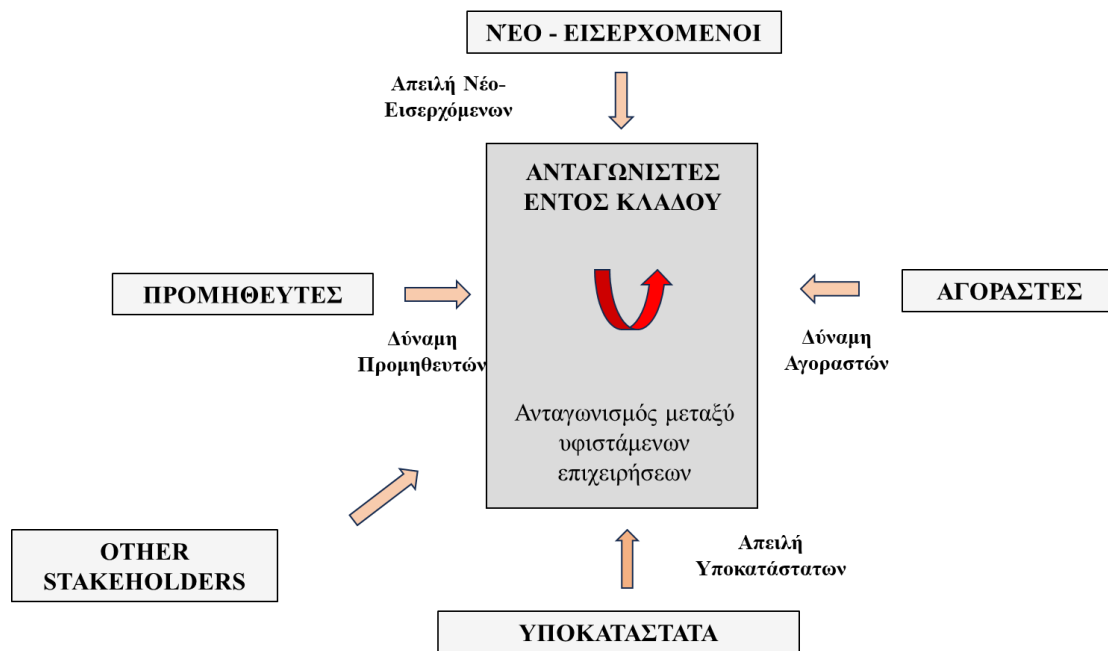 ΝΈΟ - ΕΙΣΕΡΧΟΜΕΝΟΙ
Απειλή Νέο-
Εισερχόμενων
ΑΝΤΑΓΩΝΙΣΤΕΣ
ΕΝΤΟΣ ΚΛΑΔΟΥ
ΠΡΟΜΗΘΕΥΤΕΣ
ΑΓΟΡΑΣΤΕΣ
Δύναμη
Προμηθευτών
Δύναμη
Αγοραστών
Ανταγωνισμός μεταξύ
υφιστάμενων
επιχειρήσεων
OTHER
STAKEHOLDERS
Απειλή
Υποκατάστατων
ΥΠΟΚΑΤΑΣΤΑΤΑ